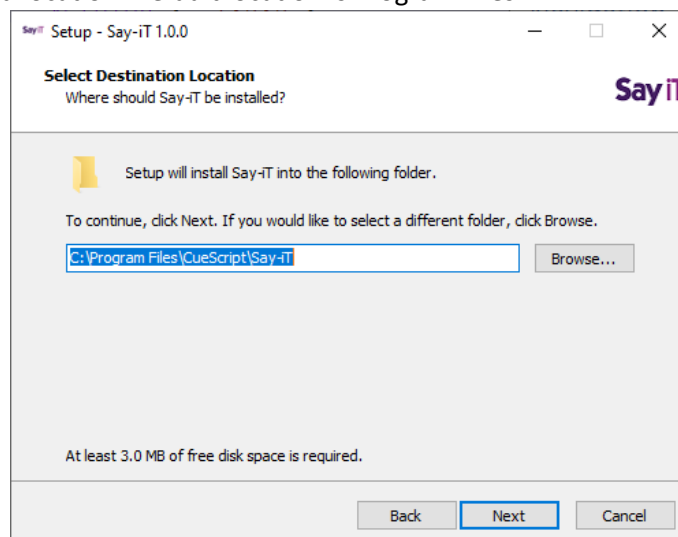 Say iT Setup - Say-iT 1.0.0
Select Destination Location
Where should Say-iT be installed?
Say iT
Setup will install Say-iT into the following folder.
To continue, click Next. If you would like to select a different folder, click Browse.
C:\Program Files\CueScript\Say-iT
Browse...
At least 3.0 MB of free disk space is required.
Back
Next
Cancel